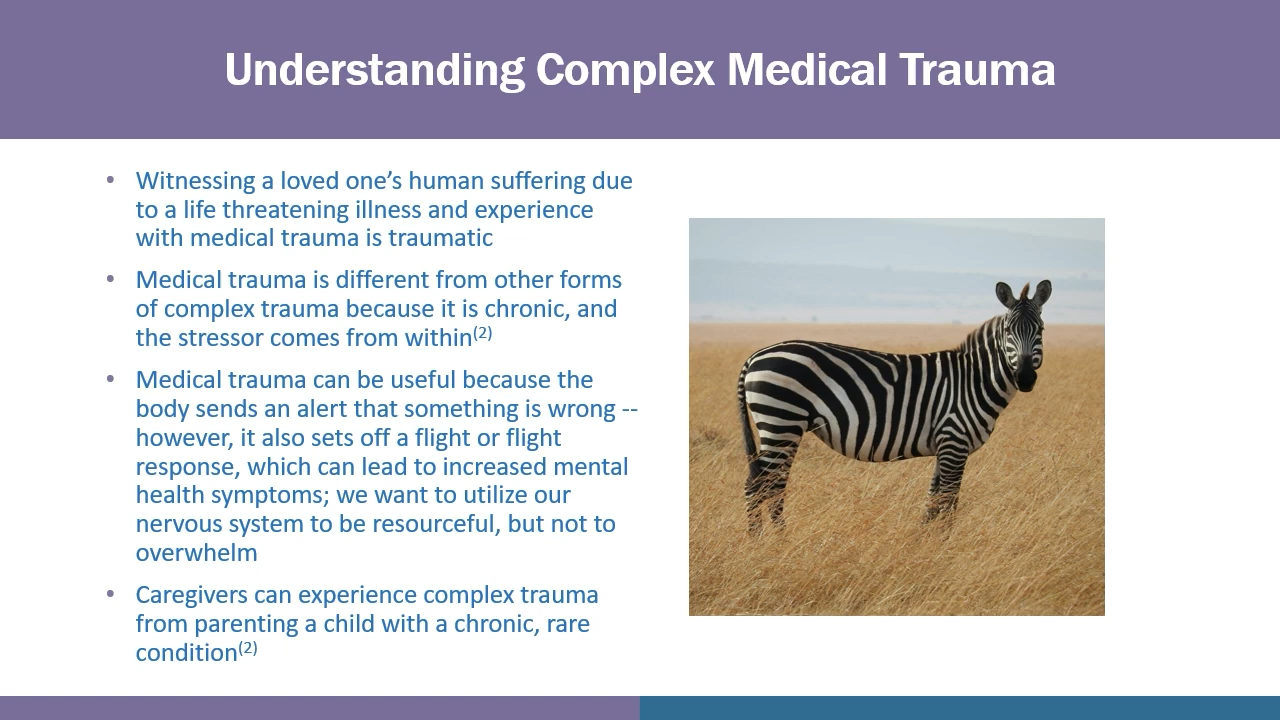 Understanding Complex Medical Trauma
• Witnessing a loved one’s human suffering due
to a life threatening illness and experience
with medical trauma is traumatic
• Medical trauma is different from other forms
of complex trauma because it is chronic, and
the stressor comes from within(2)
• Medical trauma can be useful because the
body sends an alert that something is wrong --
however, it also sets off a flight or flight
response, which can lead to increased mental
health symptoms; we want to utilize our
nervous system to be resourceful, but not to
overwhelm
• Caregivers can experience complex trauma
from parenting a child with a chronic, rare
condition(2)